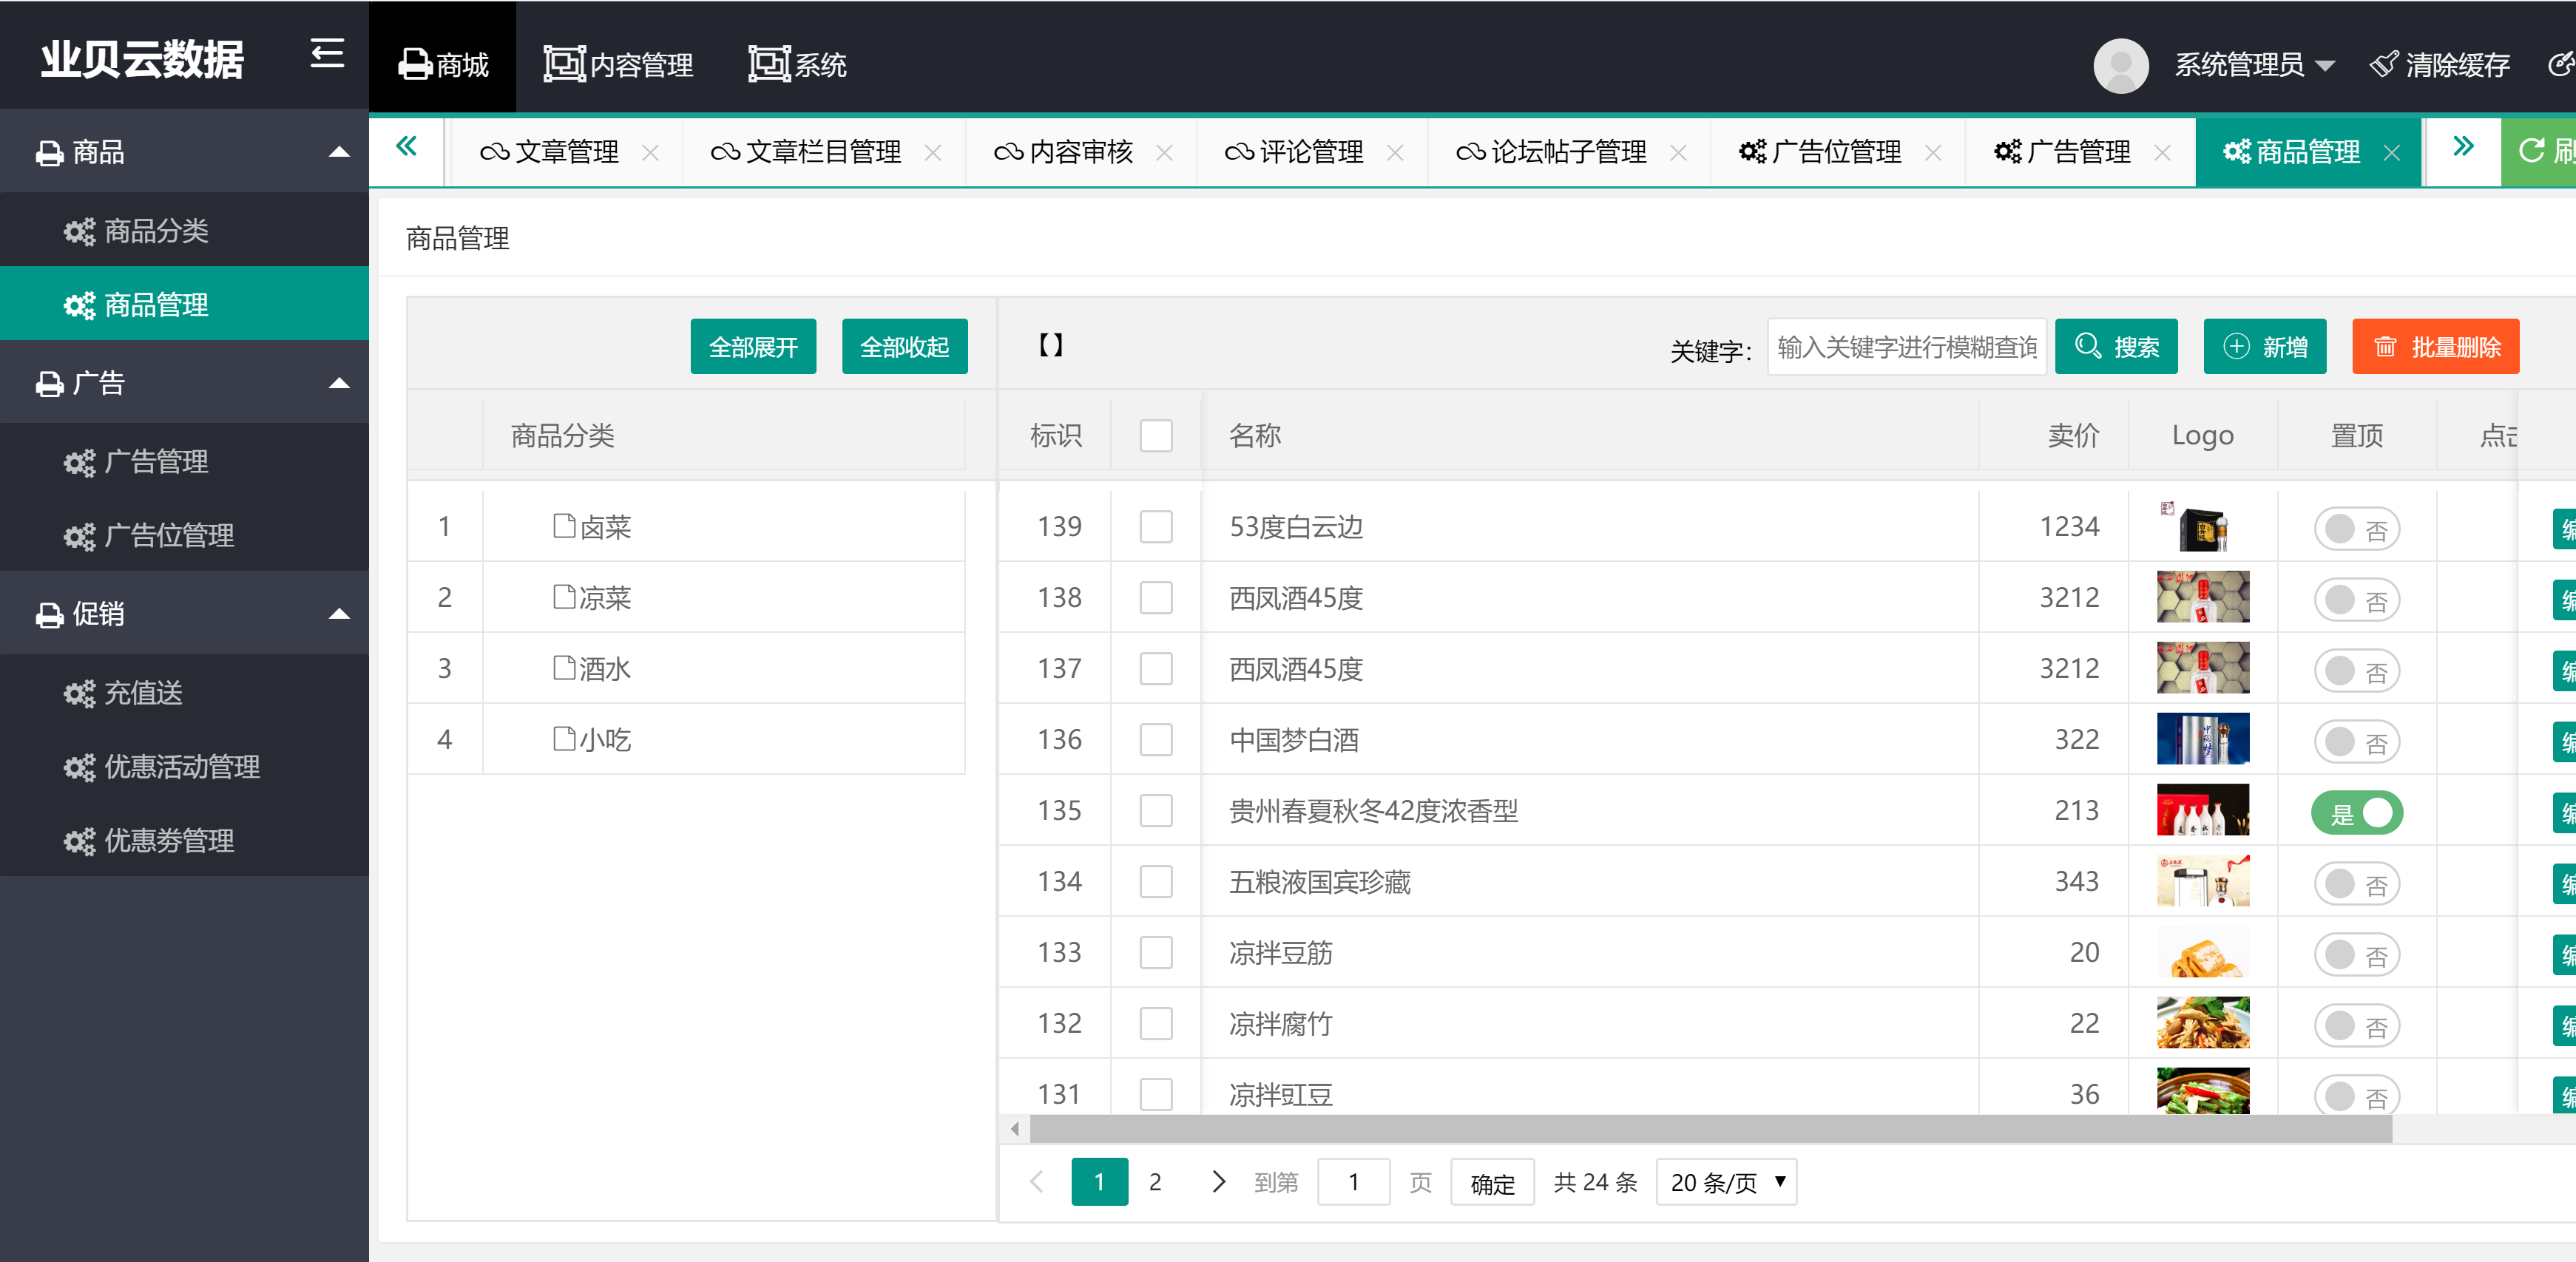 业贝云数据
商城 内容管理 系统
系统管理员 清除缓存
商品
商品分类
商品管理
广告
广告管理
广告位管理
促销
充值送
优惠活动管理
优惠券管理
文章管理 文章栏目管理 内容审核 评论管理 论坛帖子管理 广告位管理 广告管理 商品管理 刷
商品管理
全部展开 全部收起
【】 关键字： 输入关键字进行模糊查询 搜索 新增 批量删除
商品分类
1 卤菜
2 凉菜
3 酒水
4 小吃
标识 名称 卖价 Logo 置顶 点击
139 53度白云边 1234 否 编
138 西凤酒45度 3212 否 编
137 西凤酒45度 3212 否 编
136 中国梦白酒 322 否 编
135 贵州春夏秋冬42度浓香型 213 是 编
134 五粮液国宾珍藏 343 否 编
133 凉拌豆筋 20 否 编
132 凉拌腐竹 22 否 编
131 凉拌豇豆 36 否 编
1 2 到第 1 页 确定 共 24 条 20 条/页